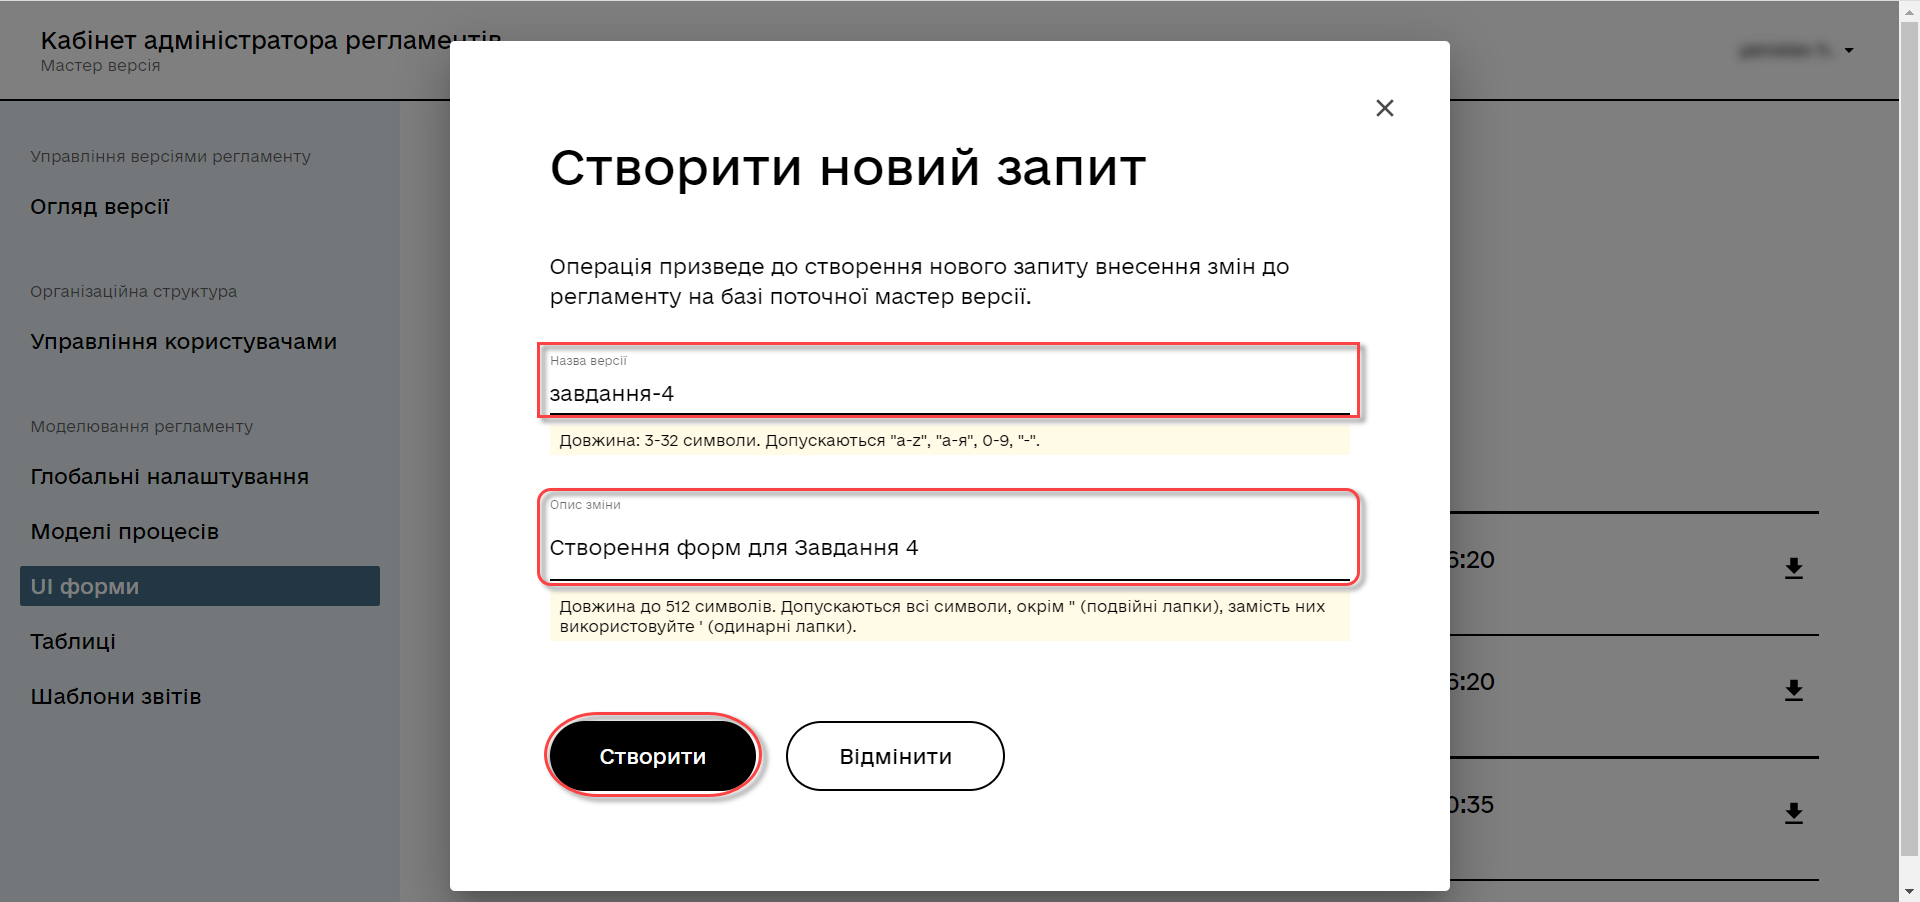 Кабінет адміністратора регламентів
Мастер версія
Управління версіями регламенту
Огляд версії
Організаційна структура
Управління користувачами
Моделювання регламенту
Глобальні налаштування
Моделі процесів
UI форми
Таблиці
Шаблони звітів
Створити новий запит
Операція призведе до створення нового запиту внесення змін до
регламенту на базі поточної мастер версії.
Назва версії
завдання-4
Довжина: 3-32 символи. Допускаються "a-z", "а-я", 0-9, "-".
Опис зміни
Створення форм для Завдання 4
Довжина до 512 символів. Допускаються всі символи, окрім " (подвійні лапки), замість них
використовуйте ' (одинарні лапки).
Створити
Відмінити
6:20
6:20
0:35